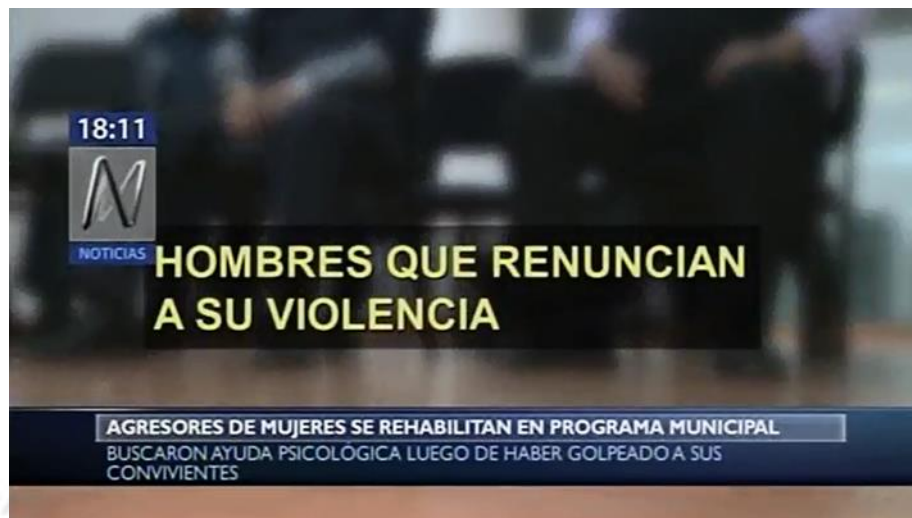 18:11
N
NOTICIAS
HOMBRES QUE RENUNCIAN
A SU VIOLENCIA
AGRESORES DE MUJERES SE REHABILITAN EN PROGRAMA MUNICIPAL
BUSCARON AYUDA PSICOLÓGICA LUEGO DE HABER GOLPEADO A SUS
CONVIVIENTES